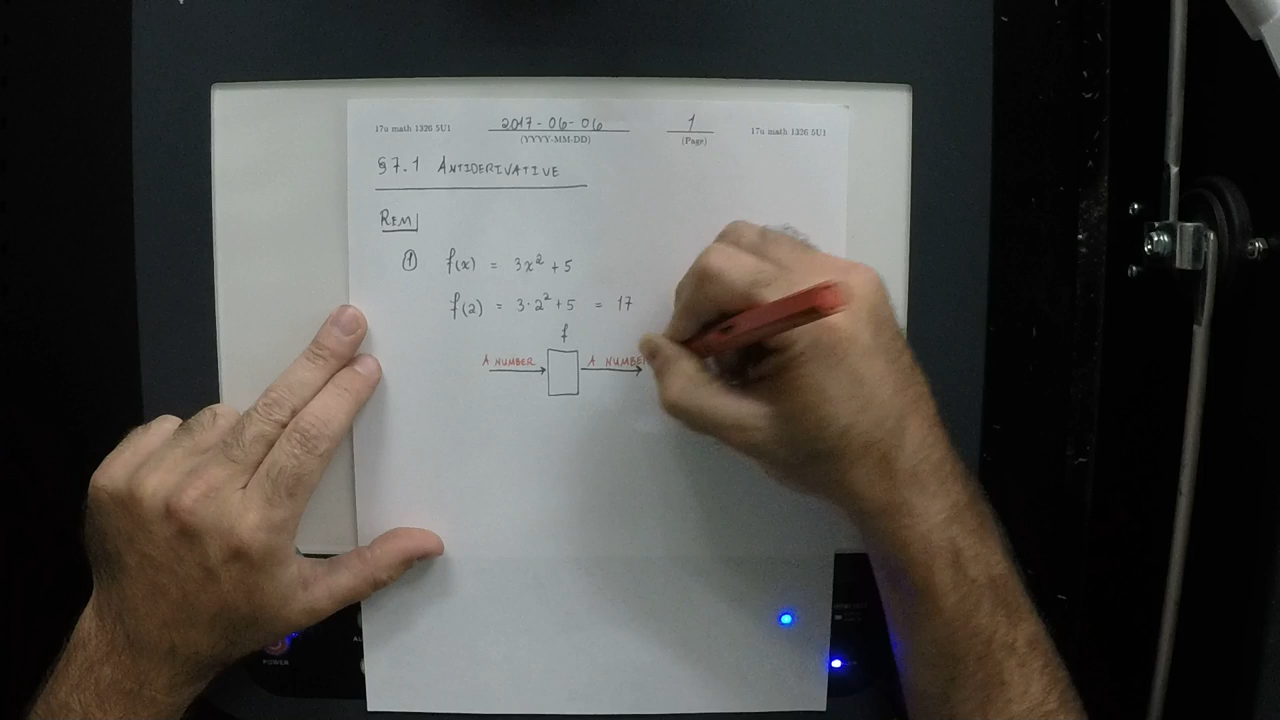 17u math 1326 5U1 2017-06-06 1 17u math 1326 5U1
(YYYY-MM-DD) (Page)
§7.1 ANTIDERIVATIVE
REM
① f(x) = 3x² + 5
f(2) = 3·2² + 5 = 17
f
A NUMBER A NUMBER
POWER